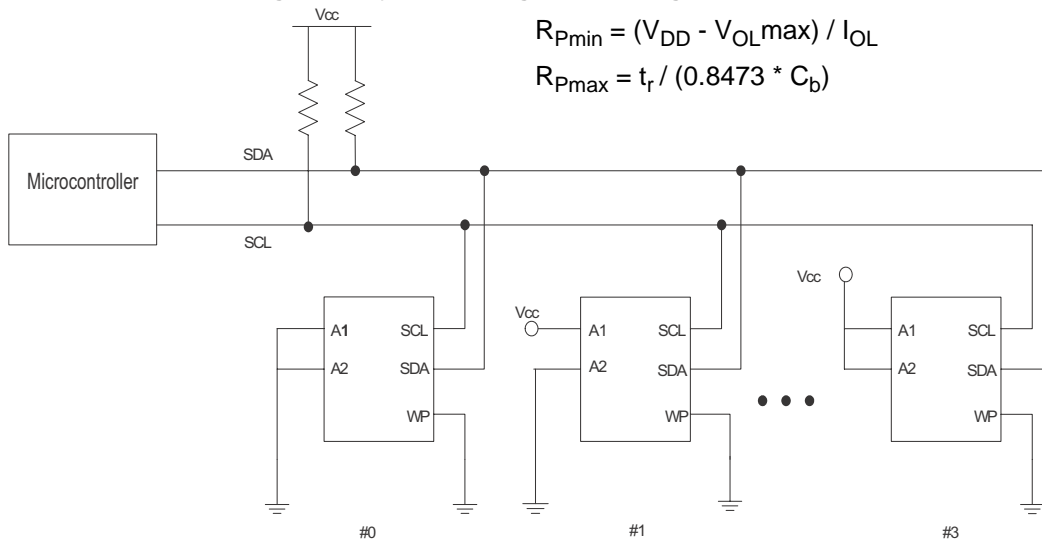 Vcc
R_Pmin = (V_DD - V_OLmax) / I_OL
R_Pmax = t_r / (0.8473 * C_b)
SDA
Microcontroller
SCL
Vcc
Vcc
A1
SCL
A2
SDA
WP
A1
SCL
A2
SDA
WP
A1
SCL
A2
SDA
WP
#0
#1
#3